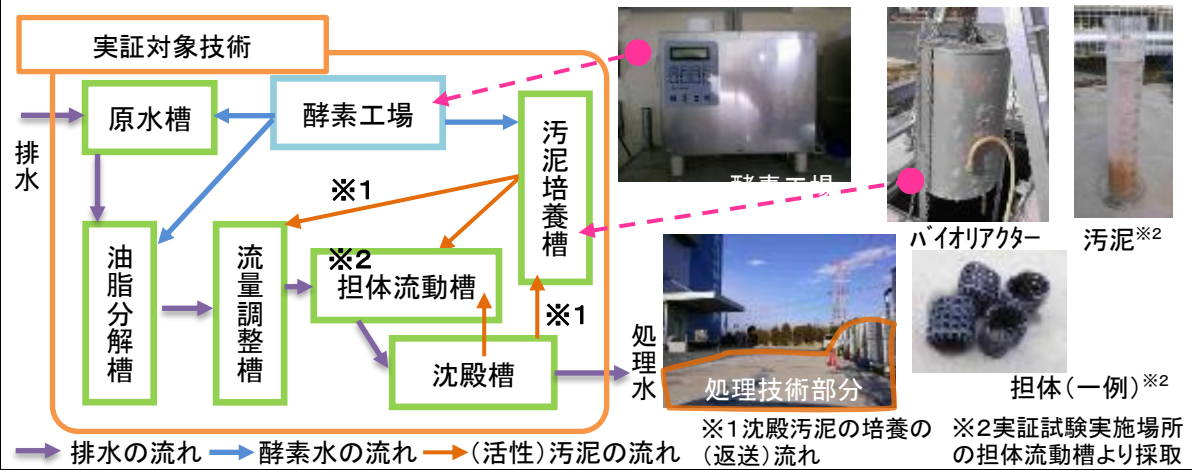 実証対象技術
原水槽
酵素工場
排水
汚泥培養槽
※1
油脂分解槽
流量調整槽
※2
担体流動槽
※1
沈殿槽
処理水
酵素工場
バイオリアクター
汚泥※2
処理技術部分
担体(一例)※2
※1沈殿汚泥の培養の
(返送)流れ
※2実証試験実施場所
の担体流動槽より採取
排水の流れ
酵素水の流れ
(活性)汚泥の流れ